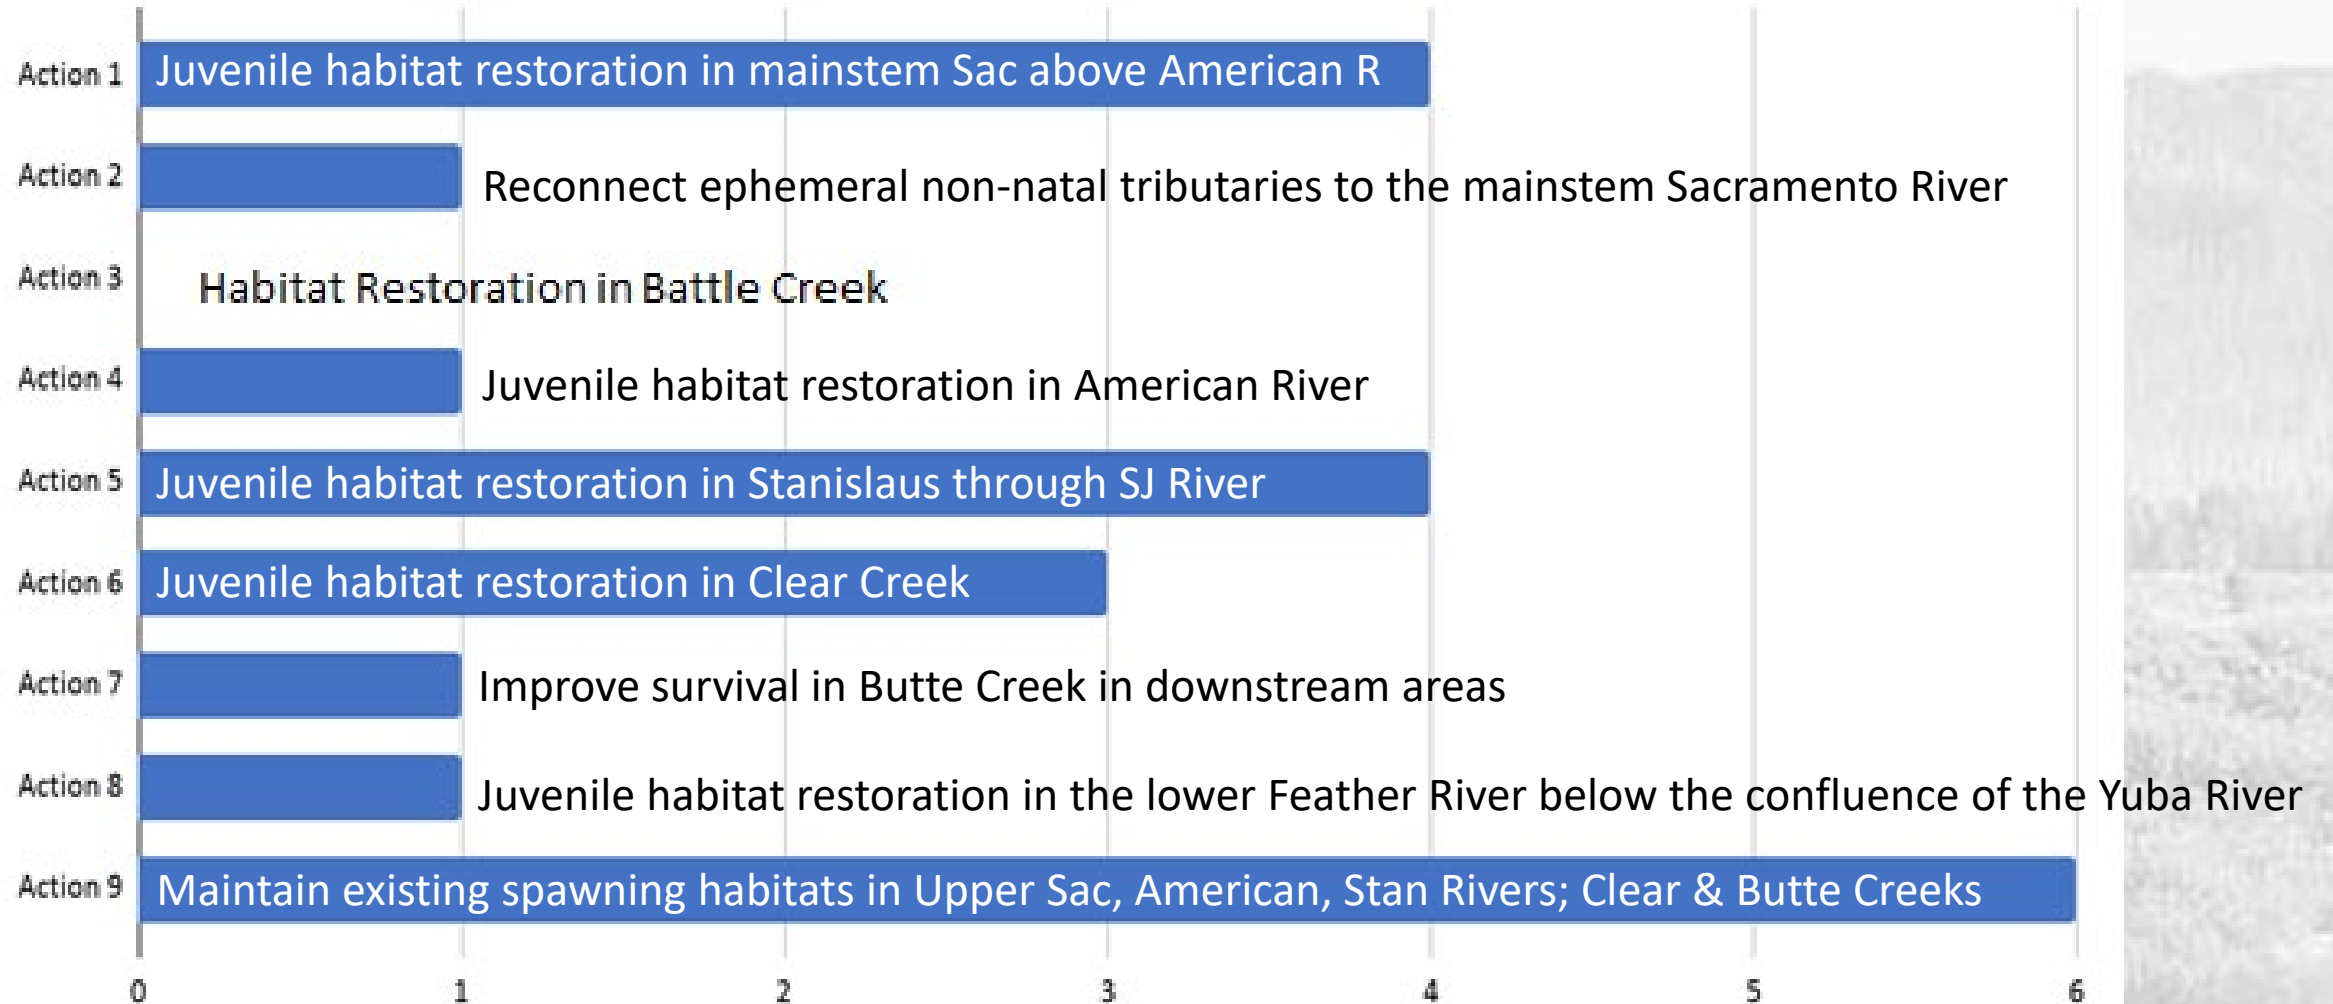 Action 1 Juvenile habitat restoration in mainstem Sac above American R
Action 2 Reconnect ephemeral non-natal tributaries to the mainstem Sacramento River
Action 3 Habitat Restoration in Battle Creek
Action 4 Juvenile habitat restoration in American River
Action 5 Juvenile habitat restoration in Stanislaus through SJ River
Action 6 Juvenile habitat restoration in Clear Creek
Action 7 Improve survival in Butte Creek in downstream areas
Action 8 Juvenile habitat restoration in the lower Feather River below the confluence of the Yuba River
Action 9 Maintain existing spawning habitats in Upper Sac, American, Stan Rivers; Clear & Butte Creeks
0 1 2 3 4 5 6